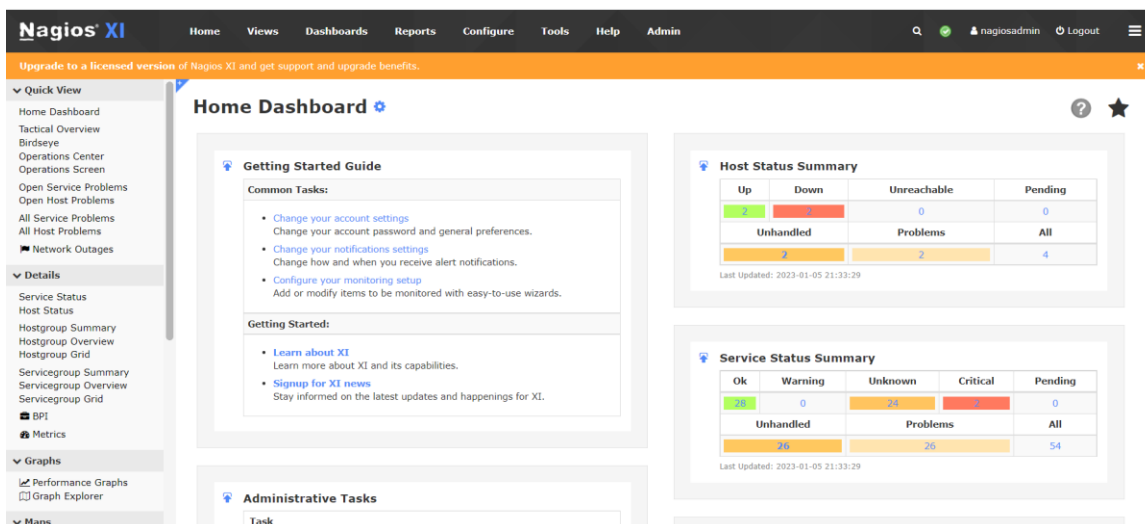 Nagios® XI
Home Views Dashboards Reports Configure Tools Help Admin
nagiosadmin Logout
Upgrade to a licensed version of Nagios XI and get support and upgrade benefits.
Quick View
Home Dashboard
Tactical Overview
Birdseye
Operations Center
Operations Screen
Open Service Problems
Open Host Problems
All Service Problems
All Host Problems
Network Outages
Details
Service Status
Host Status
Hostgroup Summary
Hostgroup Overview
Hostgroup Grid
Servicegroup Summary
Servicegroup Overview
Servicegroup Grid
BPI
Metrics
Graphs
Performance Graphs
Graph Explorer
Maps
Home Dashboard
Getting Started Guide
Common Tasks:
• Change your account settings
Change your account password and general preferences.
• Change your notifications settings
Change how and when you receive alert notifications.
• Configure your monitoring setup
Add or modify items to be monitored with easy-to-use wizards.
Getting Started:
• Learn about XI
Learn more about XI and its capabilities.
• Signup for XI news
Stay informed on the latest updates and happenings for XI.
Administrative Tasks
Task
Host Status Summary
Up Down Unreachable Pending
2 2 0 0
Unhandled Problems All
2 2 4
Last Updated: 2023-01-05 21:33:29
Service Status Summary
Ok Warning Unknown Critical Pending
28 0 24 2 0
Unhandled Problems All
26 26 54
Last Updated: 2023-01-05 21:33:29